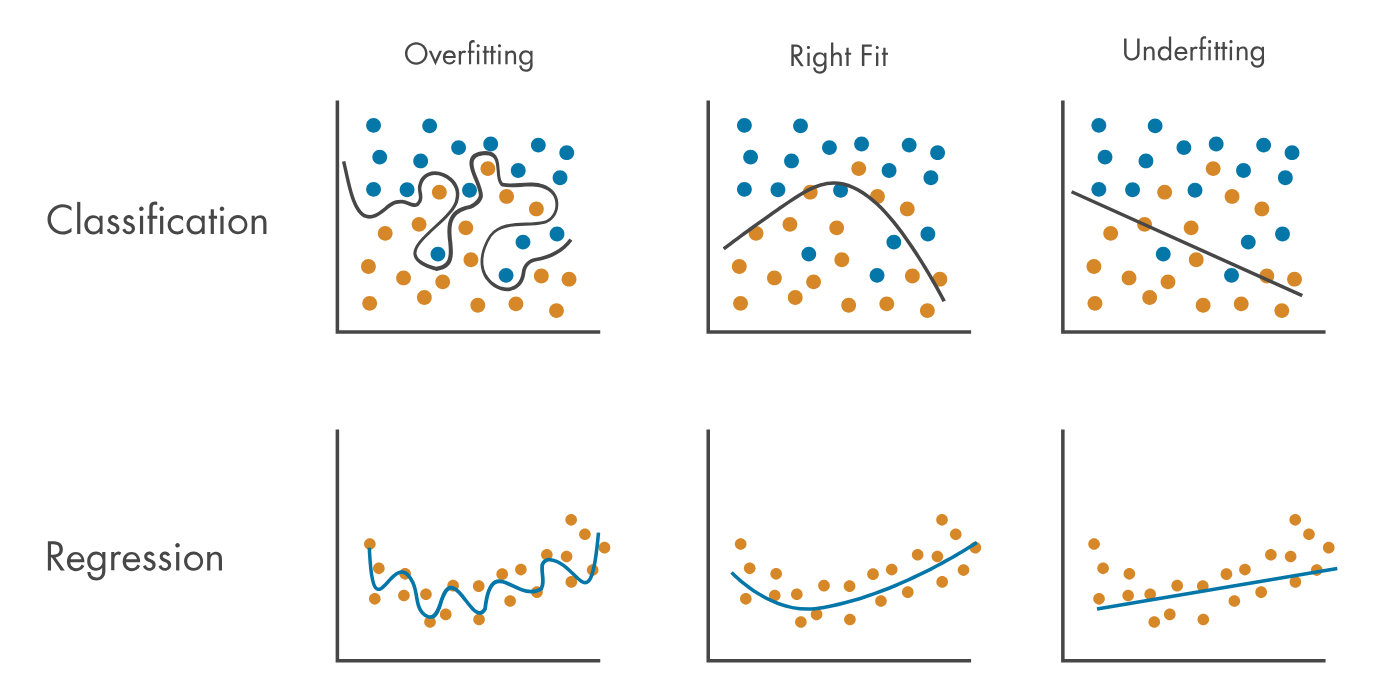 Overfitting
Right Fit
Underfitting
Classification
Regression